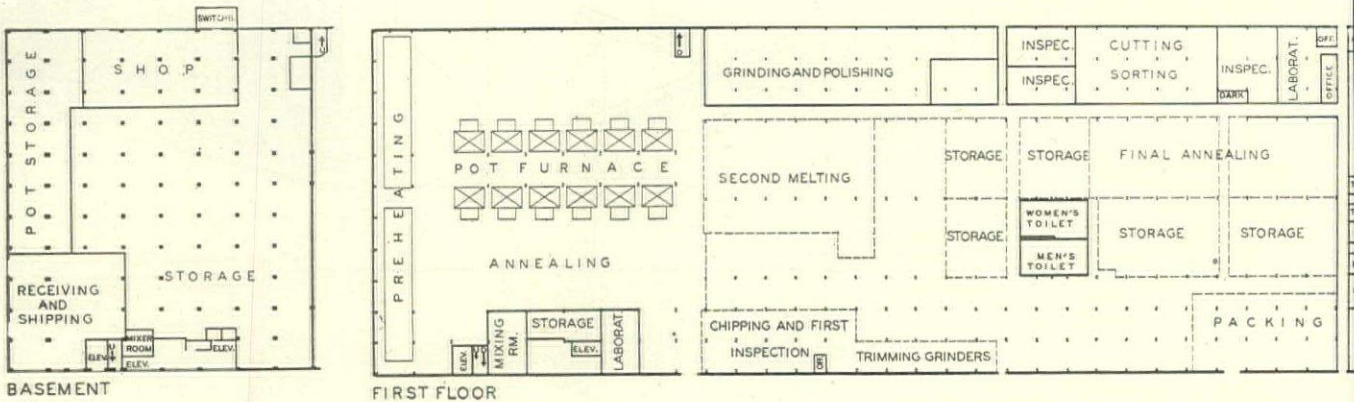 SWITCHB.
POT STORAGE
SHOP
U
STORAGE
RECEIVING
AND
SHIPPING
ELEV.
U
MIXER
ROOM
ELEV.
ELEV.
BASEMENT
PREHEATING
D
POT FURNACE
ANNEALING
ELEV.
U
D
MIXING
RM.
STORAGE
ELEV.
LABORAT.
FIRST FLOOR
GRINDING AND POLISHING
INSPEC.
INSPEC.
CUTTING
SORTING
INSPEC.
DARK
LABORAT.
OFF.
OFFICE
SECOND MELTING
STORAGE
STORAGE
FINAL ANNEALING
STORAGE
WOMEN'S
TOILET
MEN'S
TOILET
STORAGE
STORAGE
CHIPPING AND FIRST
INSPECTION
OFF.
TRIMMING GRINDERS
PACKING